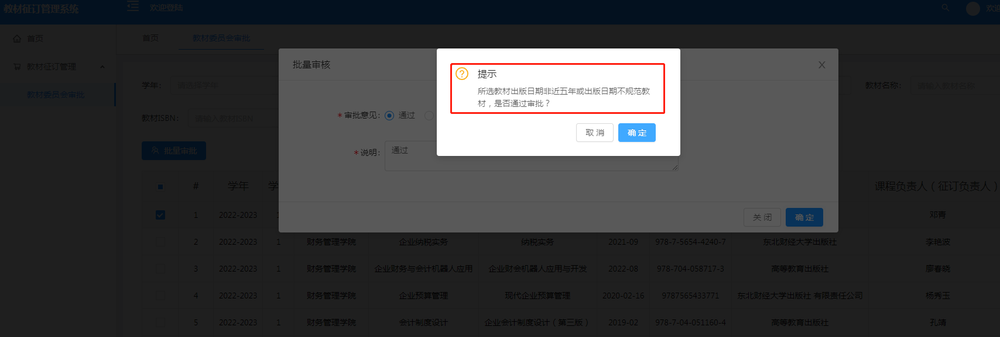 教材征订管理系统
欢迎登陆
欢迎
首页
教材征订管理
教材委员会审批
首页
教材委员会审批
学年：
请选择学年
教材名称：
请输入教材名称
教材ISBN：
请输入教材ISBN
批量审批
批量审核
X
* 审批意见：
通过
* 说明：
通过
关 闭
确 定
提示
所选教材出版日期非近五年或出版日期不规范教
材，是否通过审批？
取 消
确 定
# 学年 学 课程负责人（征订负责人）
1 2022-2023 1 邓青
2 2022-2023 1 财务管理学院 企业纳税实务 纳税实务 2021-09 978-7-5654-4240-7 东北财经大学出版社 李艳波
3 2022-2023 1 财务管理学院 企业财务与会计机器人应用 企业财会机器人应用与开发 2022-08 978-704-058717-3 高等教育出版社 廖春晓
4 2022-2023 1 财务管理学院 企业预算管理 现代企业预算管理 2020-02-16 9787565433771 东北财经大学出版社 有限责任公司 杨秀玉
5 2022-2023 1 财务管理学院 会计制度设计 企业会计制度设计（第三版） 2019-02 978-7-04-051160-4 高等教育出版社 孔靖